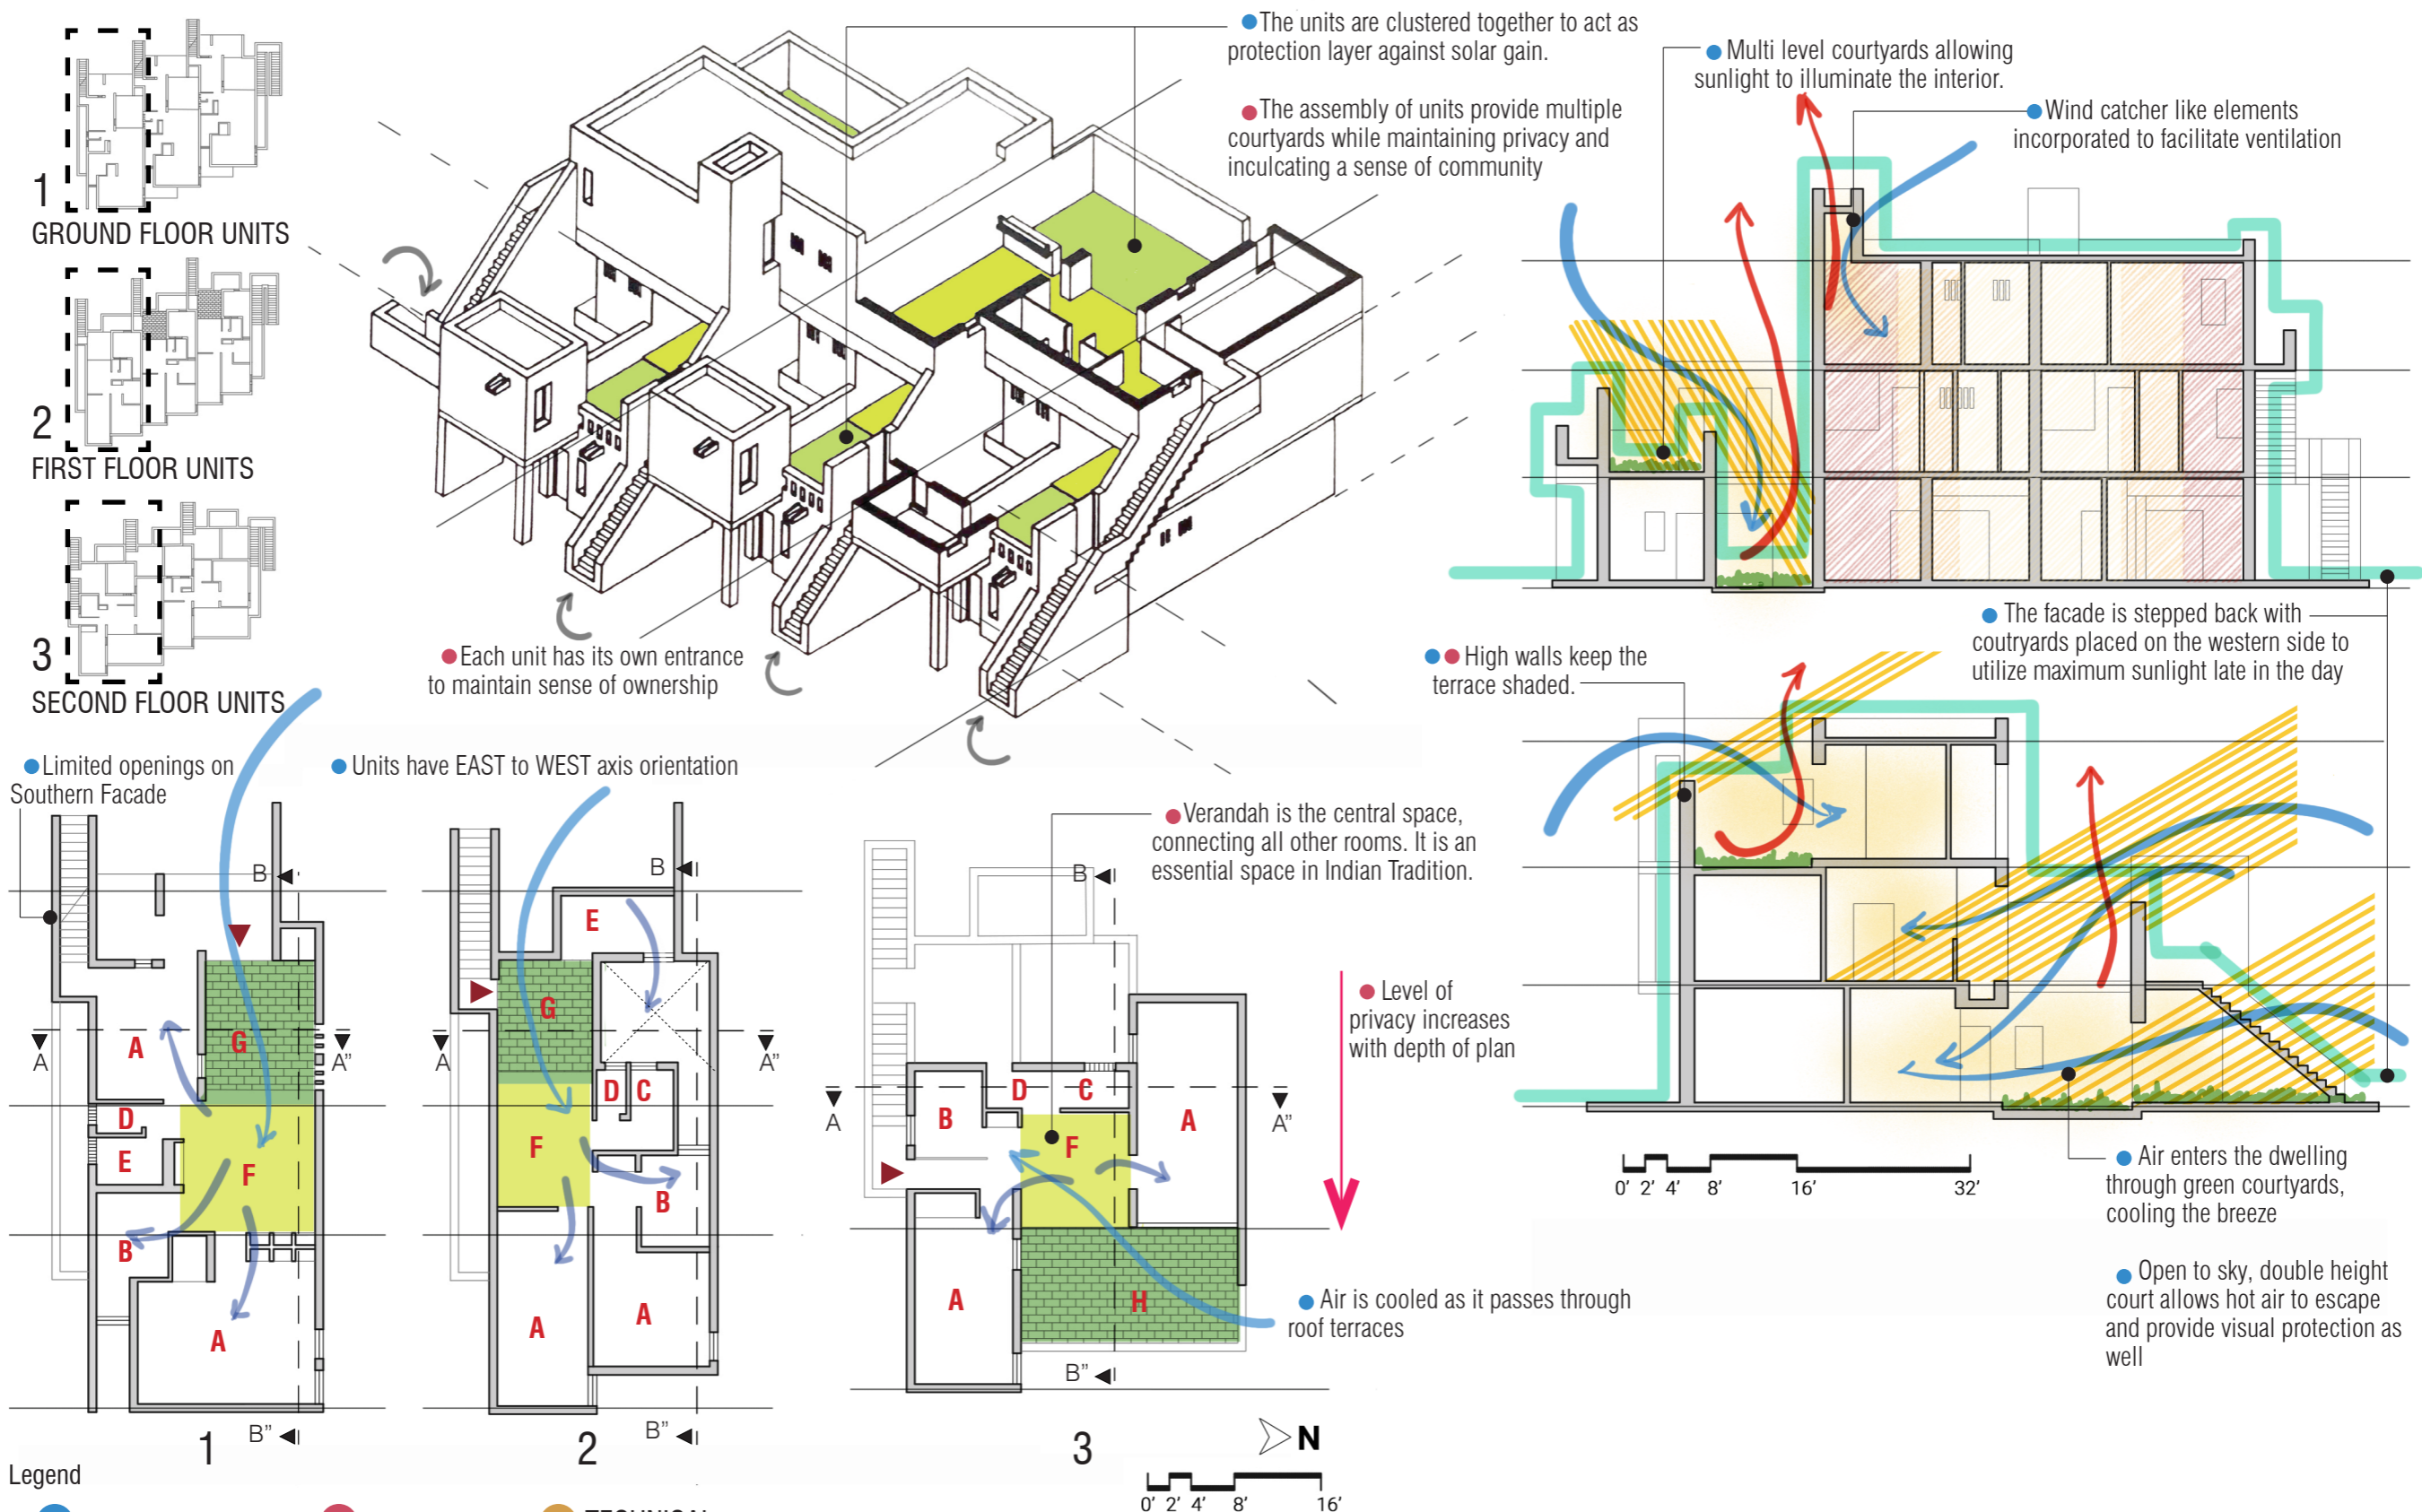 The units are clustered together to act as
protection layer against solar gain.
The assembly of units provide multiple
courtyards while maintaining privacy and
inculcating a sense of community
Multi level courtyards allowing
sunlight to illuminate the interior.
Wind catcher like elements
incorporated to facilitate ventilation
1
GROUND FLOOR UNITS
2
FIRST FLOOR UNITS
3
SECOND FLOOR UNITS
Each unit has its own entrance
to maintain sense of ownership
The facade is stepped back with
coutryards placed on the western side to
utilize maximum sunlight late in the day
High walls keep the
terrace shaded.
Limited openings on
Southern Facade
Units have EAST to WEST axis orientation
Verandah is the central space,
connecting all other rooms. It is an
essential space in Indian Tradition.
Level of
privacy increases
with depth of plan
Air is cooled as it passes through
roof terraces
0' 2' 4' 8' 16' 32'
Air enters the dwelling
through green courtyards,
cooling the breeze
Open to sky, double height
court allows hot air to escape
and provide visual protection as
well
B
A
G
A
A"
D
E
F
B
A
B"
1
B
E
G
A
A"
D C
F
B
A
A
B"
2
B
D C
B
A
A
A"
F
A
H
B"
3
N
0' 2' 4' 8' 16'
Legend